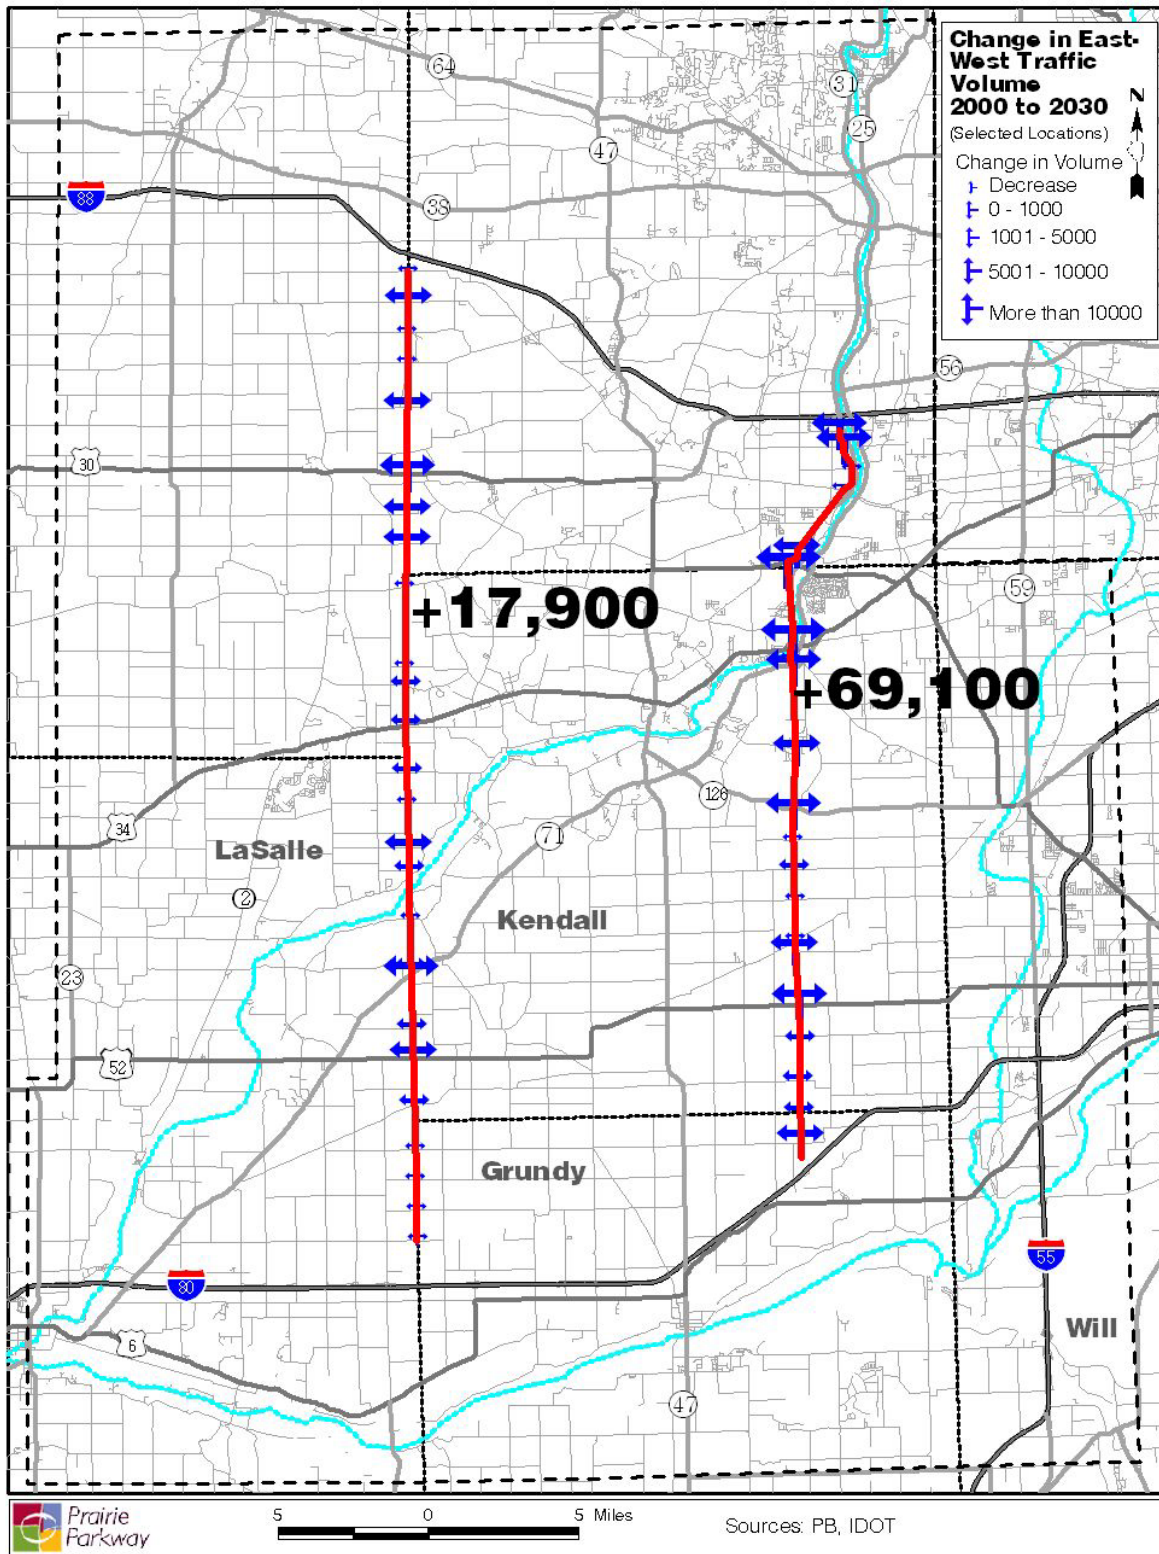 Change in East-
West Traffic
Volume
2000 to 2030
(Selected Locations)
N
Change in Volume
Decrease
0 - 1000
1001 - 5000
5001 - 10000
More than 10000
64
31
25
47
88
38
56
30
59
+17,900
+69,100
126
34
71
LaSalle
2
Kendall
23
52
Grundy
55
80
Will
6
47
Prairie
Parkway
5 0 5 Miles
Sources: PB, IDOT